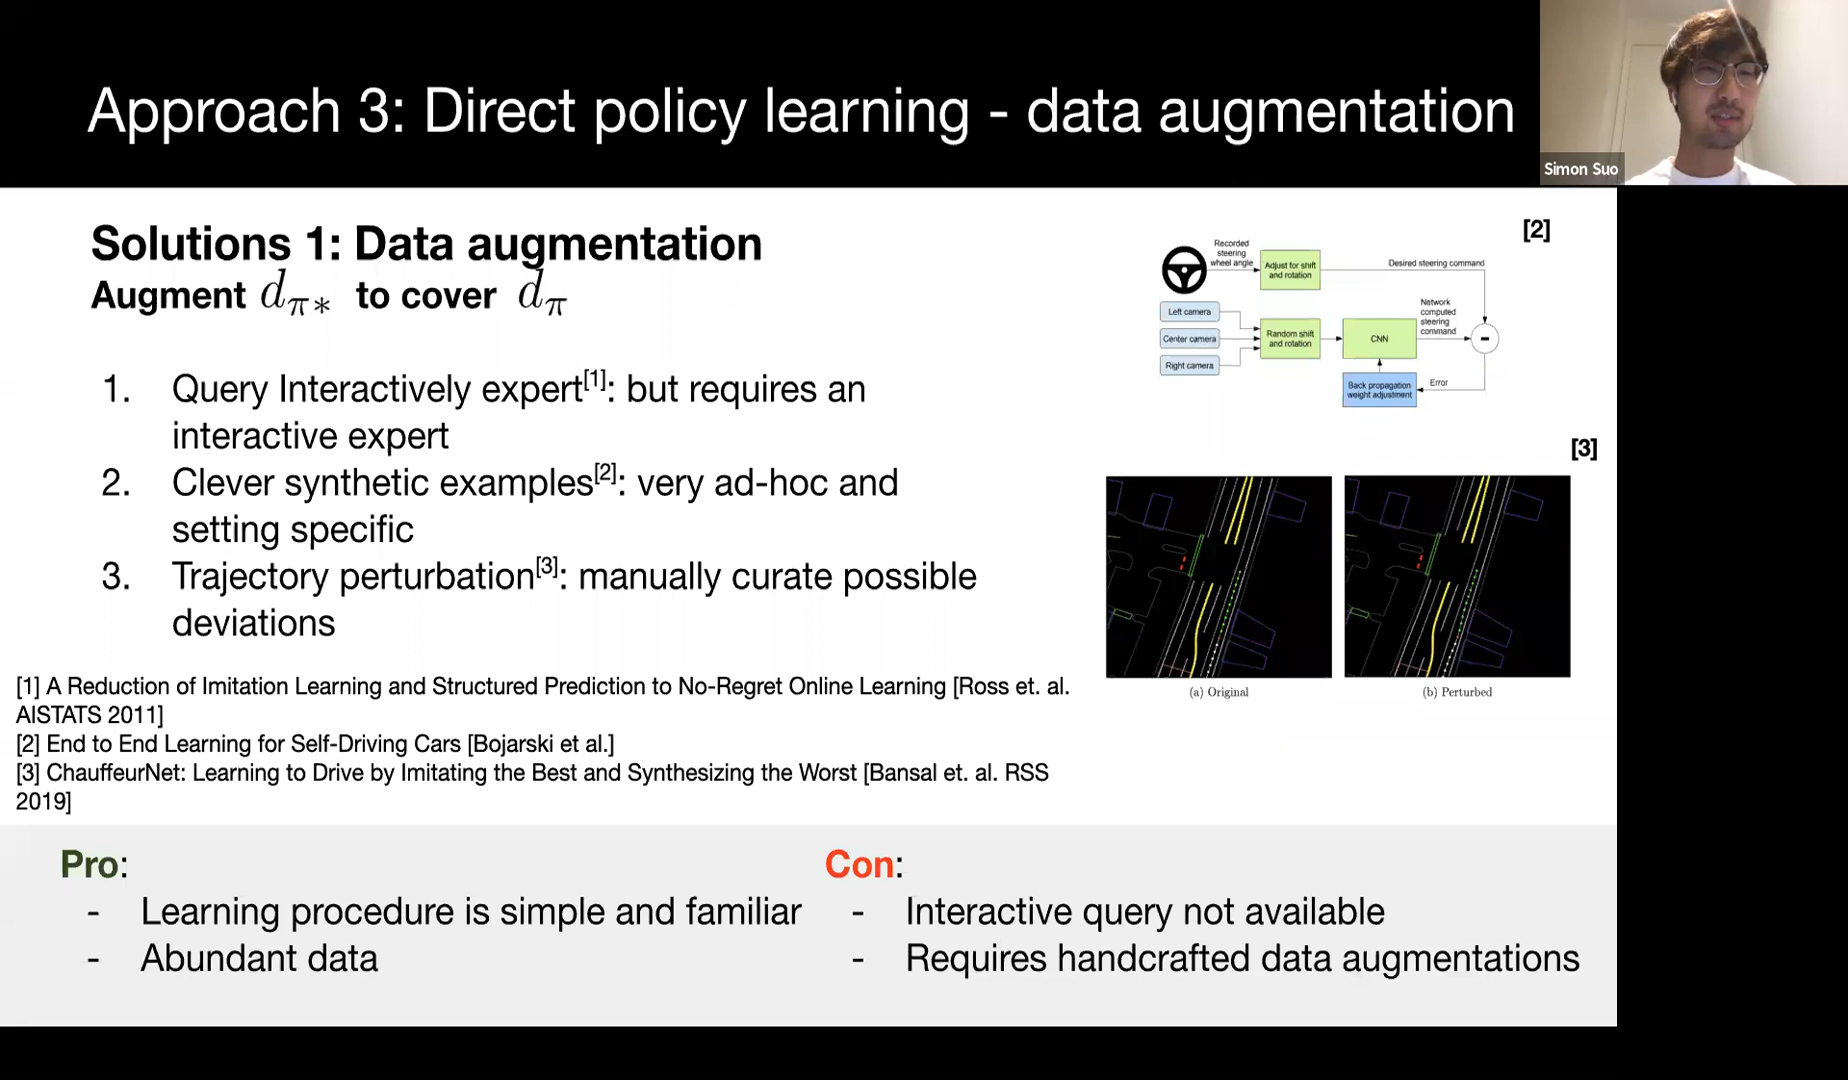 Approach 3: Direct policy learning - data augmentation
Simon Suo
Solutions 1: Data augmentation
Augment dπ* to cover dπ
1. Query Interactively expert[1]: but requires an
interactive expert
2. Clever synthetic examples[2]: very ad-hoc and
setting specific
3. Trajectory perturbation[3]: manually curate possible
deviations
[1] A Reduction of Imitation Learning and Structured Prediction to No-Regret Online Learning [Ross et. al.
AISTATS 2011]
[2] End to End Learning for Self-Driving Cars [Bojarski et al.]
[3] ChauffeurNet: Learning to Drive by Imitating the Best and Synthesizing the Worst [Bansal et. al. RSS
2019]
[2]
Recorded
steering
wheel angle
Adjust for shift
and rotation
Desired steering command
Left camera
Center camera
Right camera
Random shift
and rotation
CNN
Network
computed
steering
command
-
Back propagation
weight adjustment
Error
[3]
(a) Original
(b) Perturbed
Pro:
- Learning procedure is simple and familiar
- Abundant data
Con:
- Interactive query not available
- Requires handcrafted data augmentations